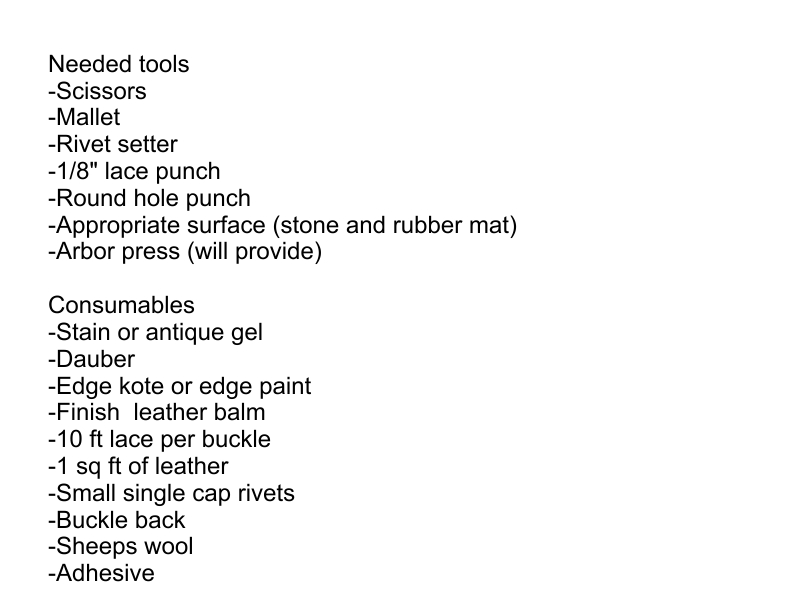 Needed tools
-Scissors
-Mallet
-Rivet setter
-1/8" lace punch
-Round hole punch
-Appropriate surface (stone and rubber mat)
-Arbor press (will provide)

Consumables
-Stain or antique gel
-Dauber
-Edge kote or edge paint
-Finish  leather balm
-10 ft lace per buckle
-1 sq ft of leather
-Small single cap rivets
-Buckle back
-Sheeps wool
-Adhesive